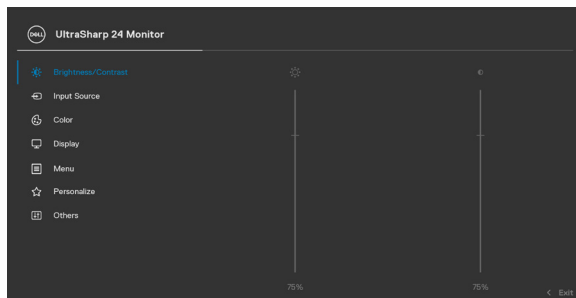 DELL UltraSharp 24 Monitor
Brightness/Contrast
Input Source
Color
Display
Menu
Personalize
Others
75% 75%
< Exit